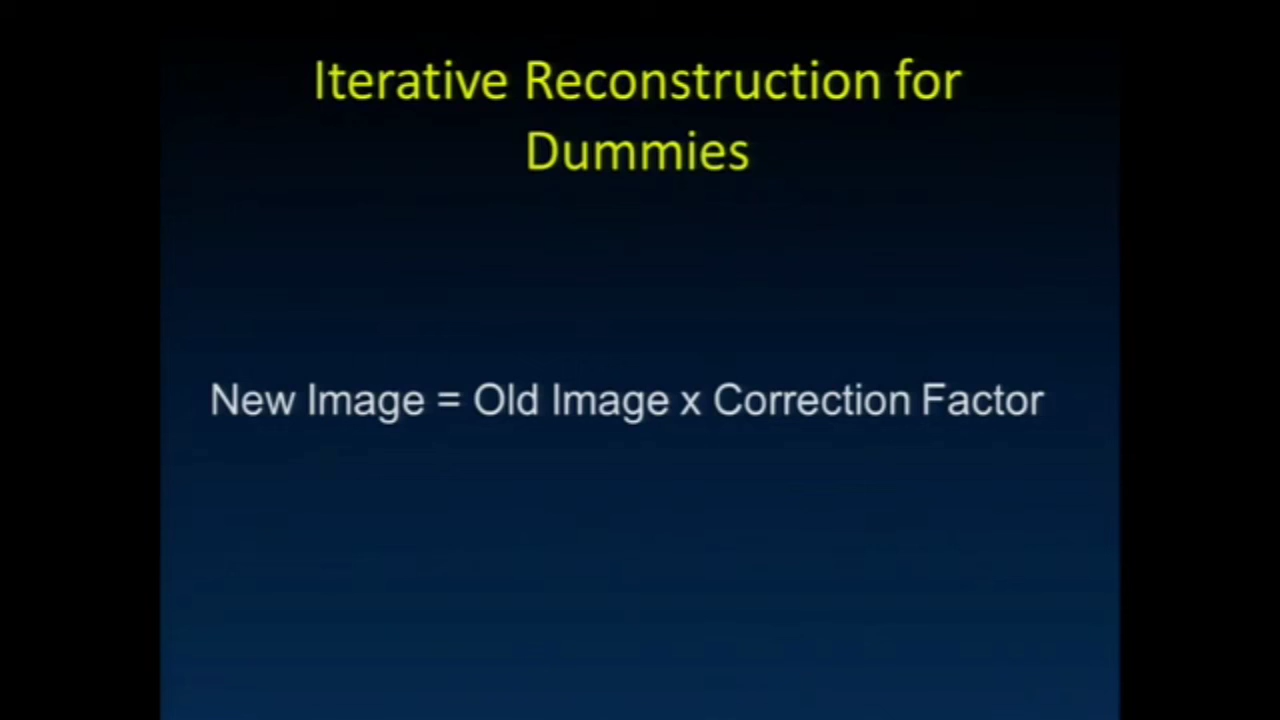 Iterative Reconstruction for
Dummies
New Image = Old Image x Correction Factor